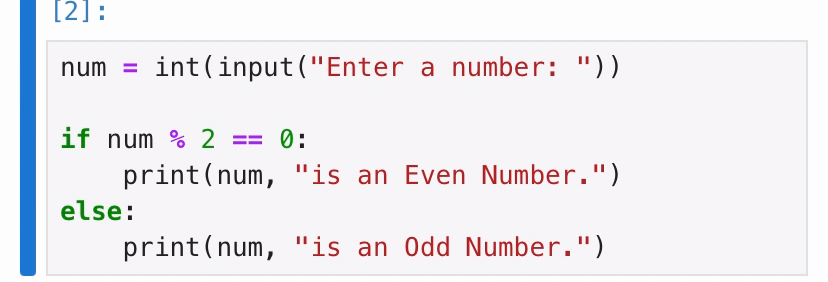 [2]:
num = int(input("Enter a number: "))
if num % 2 == 0:
    print(num, "is an Even Number.")
else:
    print(num, "is an Odd Number.")